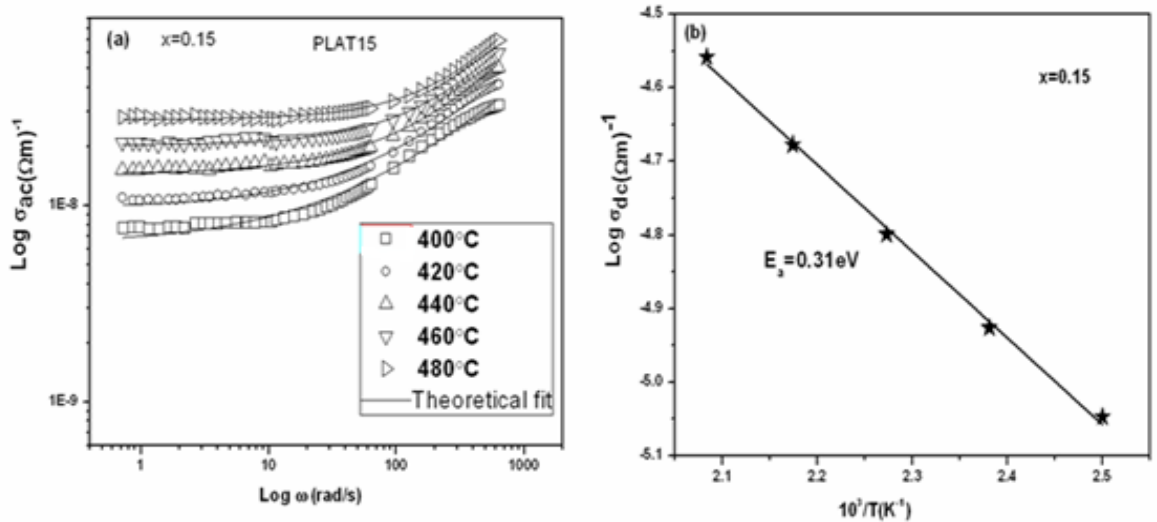 (a) x=0.15 PLAT15
Log σac(Ωm)⁻¹
1E-8
1E-9
400°C
420°C
440°C
460°C
480°C
Theoretical fit
1 10 100 1000
Log ω(rad/s)
(b)
x=0.15
Log σdc(Ωm)⁻¹
-4.5
-4.6
-4.7
-4.8
-4.9
-5.0
-5.1
Ea=0.31eV
2.1 2.2 2.3 2.4 2.5
10³/T(K⁻¹)